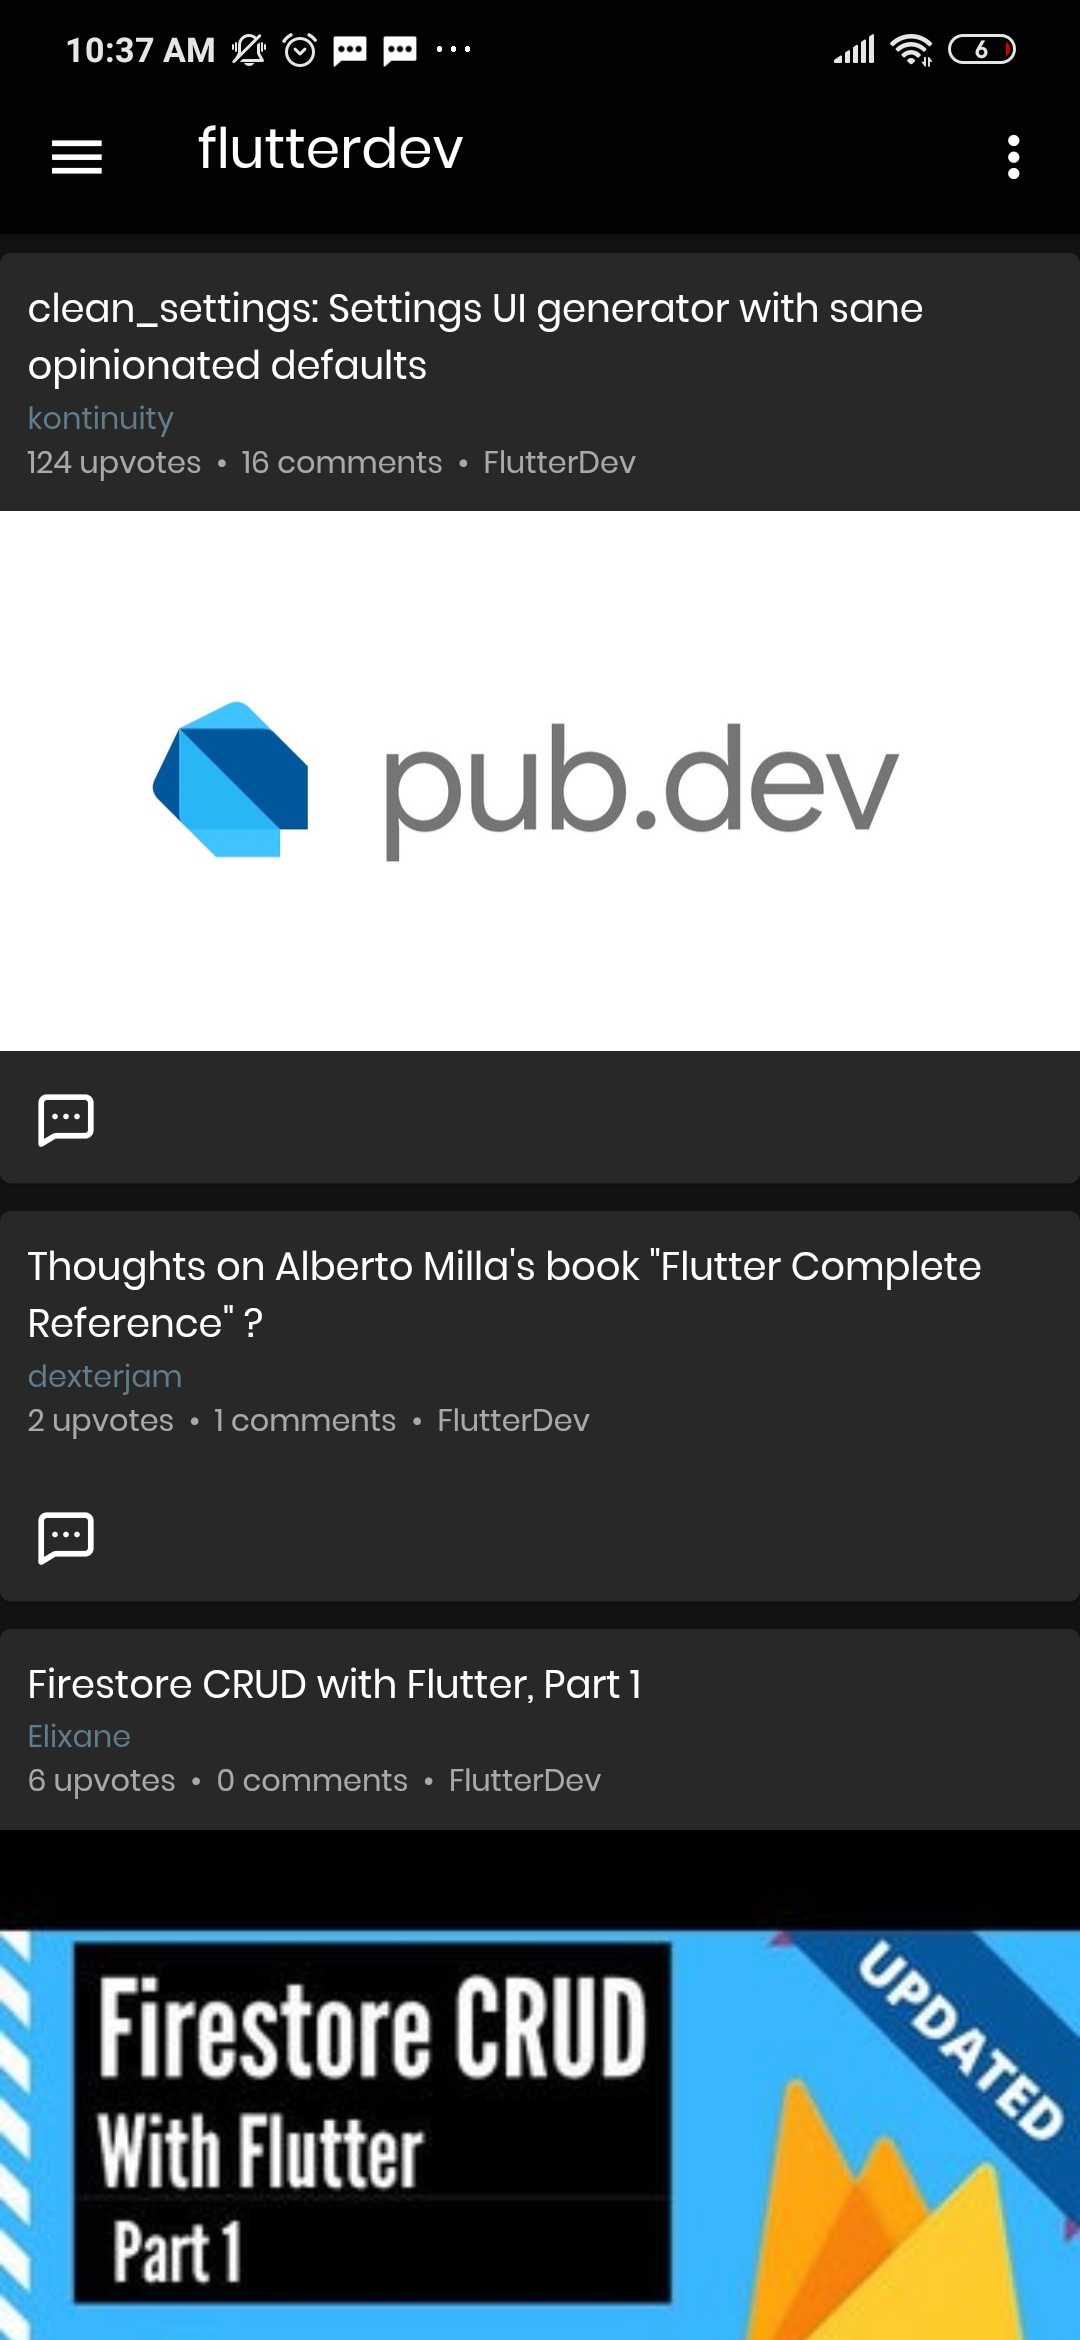 10:37 AM
6
flutterdev
clean_settings: Settings UI generator with sane
opinionated defaults
kontinuity
124 upvotes • 16 comments • FlutterDev
pub.dev
Thoughts on Alberto Milla's book "Flutter Complete
Reference" ?
dexterjam
2 upvotes • 1 comments • FlutterDev
Firestore CRUD with Flutter, Part 1
Elixane
6 upvotes • 0 comments • FlutterDev
Firestore CRUD
With Flutter
Part 1
UPDATED